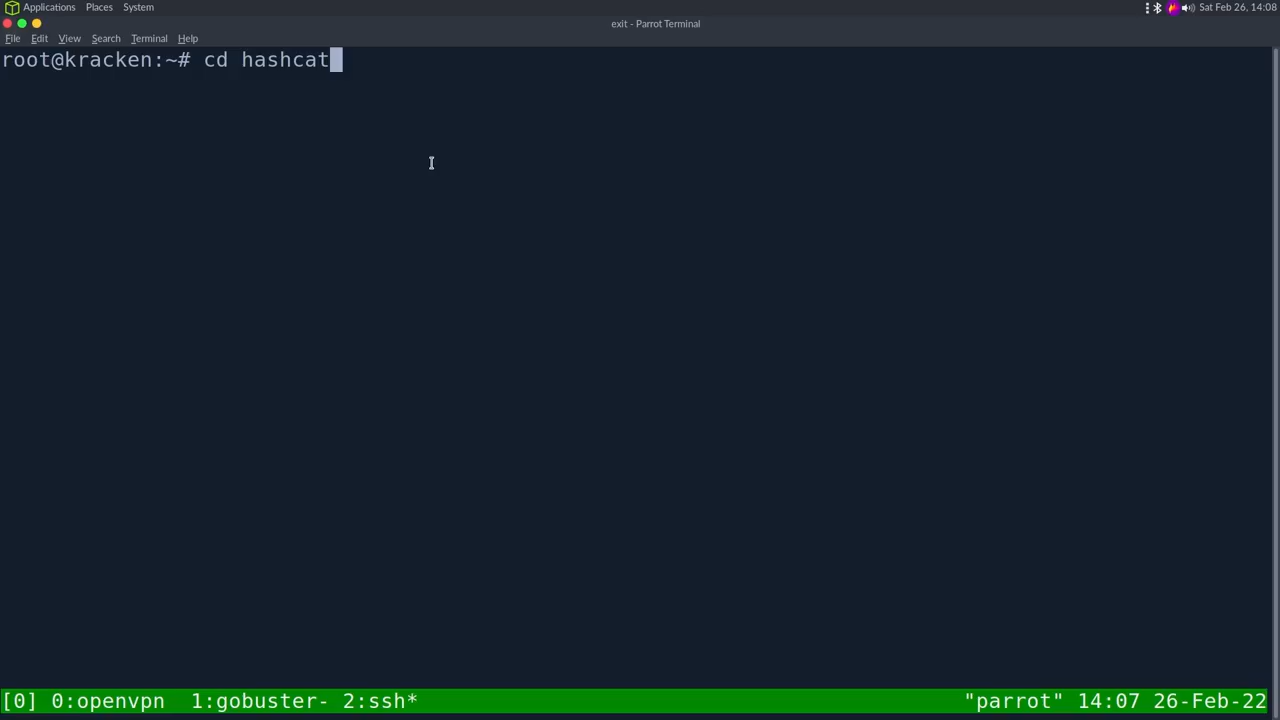 Applications Places System
Sat Feb 26, 14:08
exit - Parrot Terminal
File Edit View Search Terminal Help
root@kracken:~# cd hashcat
[0] 0:openvpn  1:gobuster- 2:ssh*
"parrot" 14:07 26-Feb-22